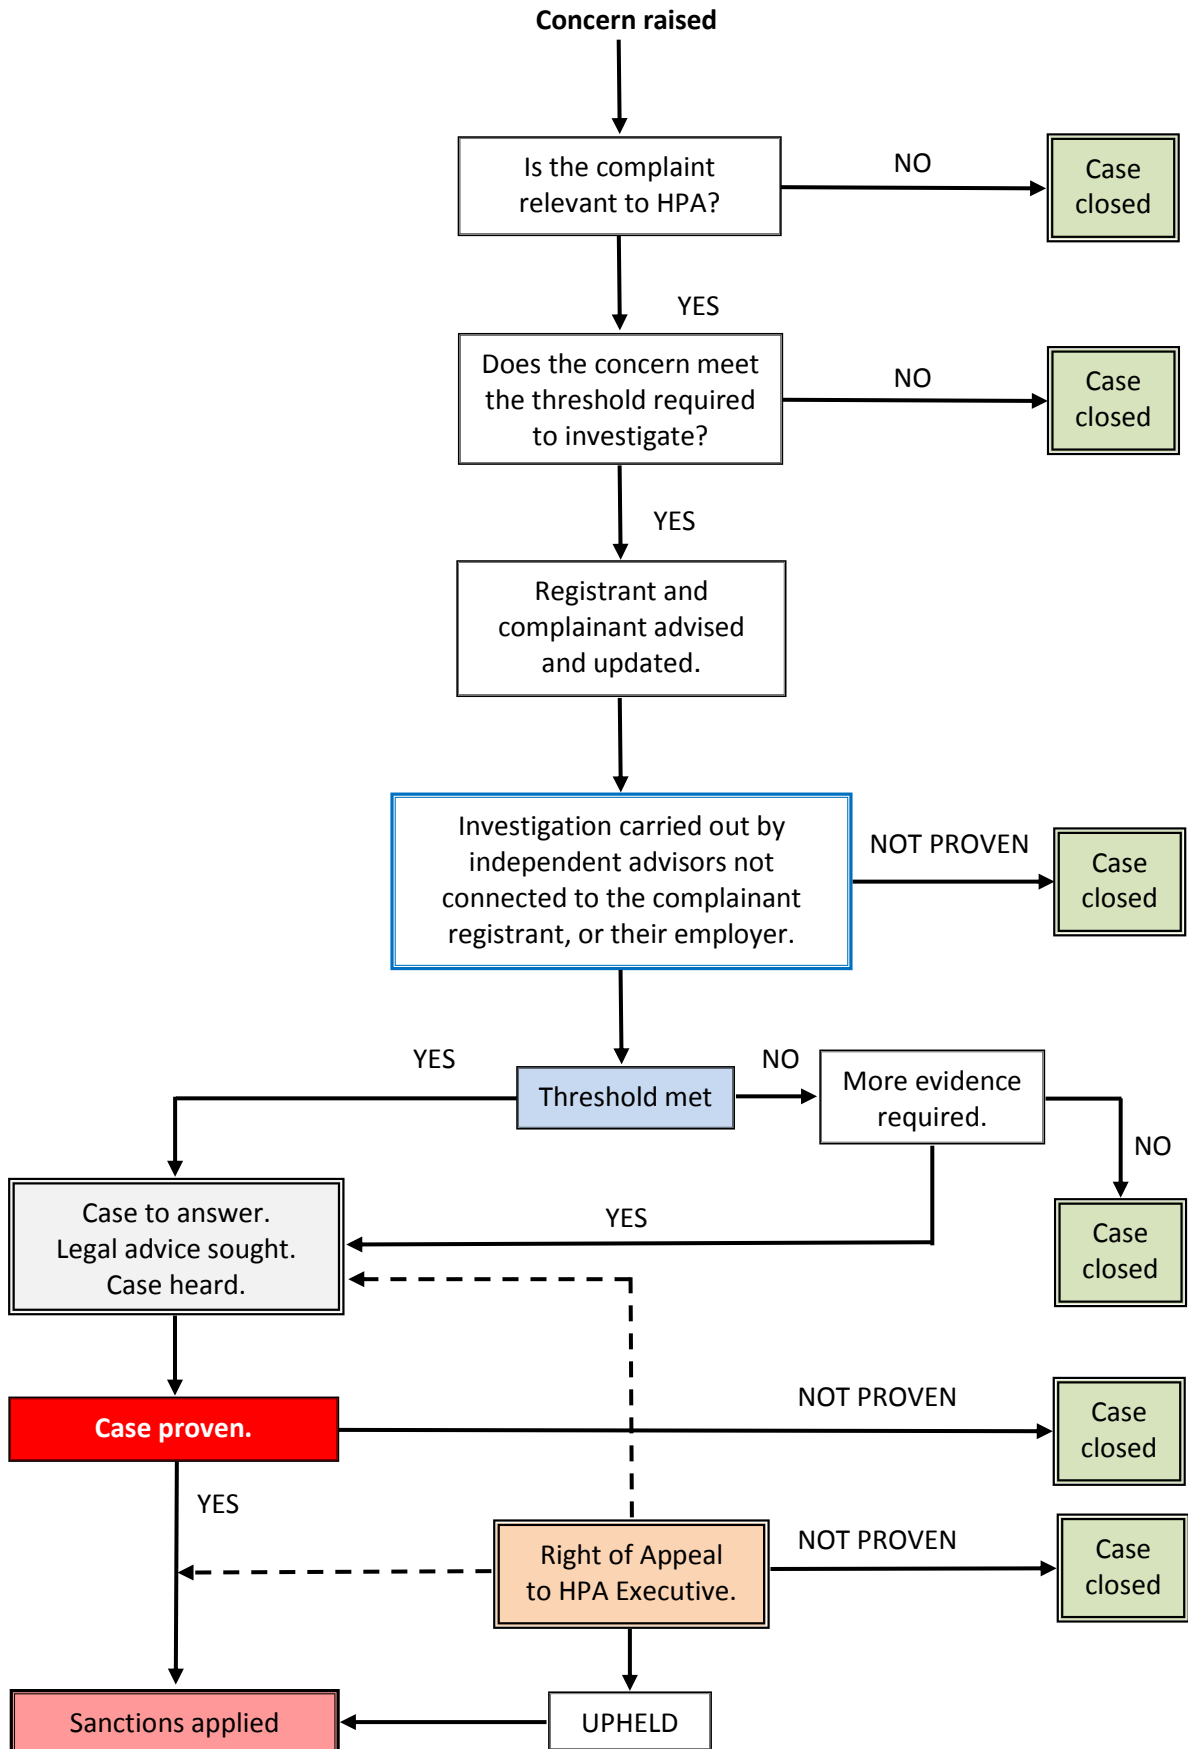 Concern raised
Is the complaint
relevant to HPA?
NO
Case
closed
YES
Does the concern meet
the threshold required
to investigate?
NO
Case
closed
YES
Registrant and
complainant advised
and updated.
Investigation carried out by
independent advisors not
connected to the complainant
registrant, or their employer.
NOT PROVEN
Case
closed
YES
Threshold met
NO
More evidence
required.
NO
Case
closed
YES
Case to answer.
Legal advice sought.
Case heard.
Case proven.
NOT PROVEN
Case
closed
YES
Right of Appeal
to HPA Executive.
NOT PROVEN
Case
closed
UPHELD
Sanctions applied